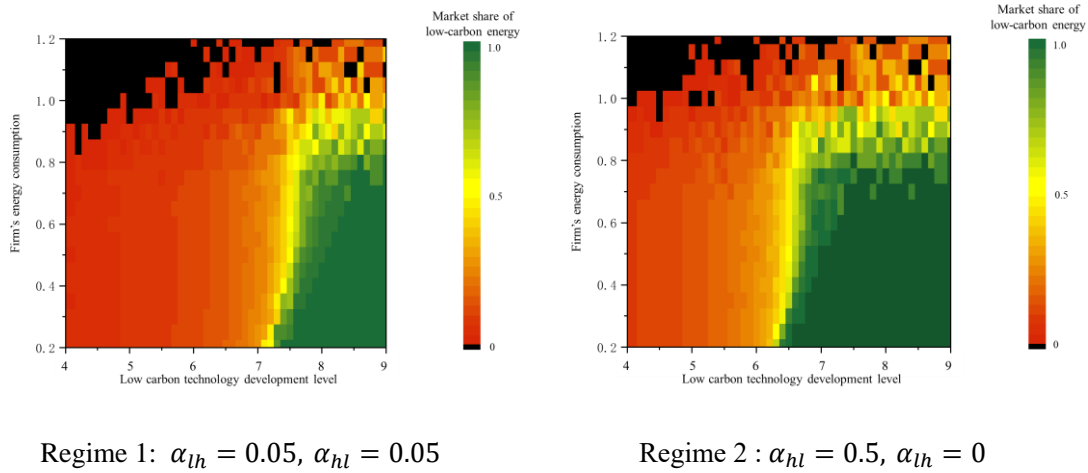 Market share of
low-carbon energy
1.0
0.5
0
1.2
1.0
0.8
0.6
0.4
0.2
Firm's energy consumption
4 5 6 7 8 9
Low carbon technology development level
Regime 1: α_lh = 0.05, α_hl = 0.05
Market share of
low-carbon energy
1.0
0.5
0
1.2
1.0
0.8
0.6
0.4
0.2
Firm's energy consumption
4 5 6 7 8 9
Low carbon technology development level
Regime 2 : α_hl = 0.5, α_lh = 0